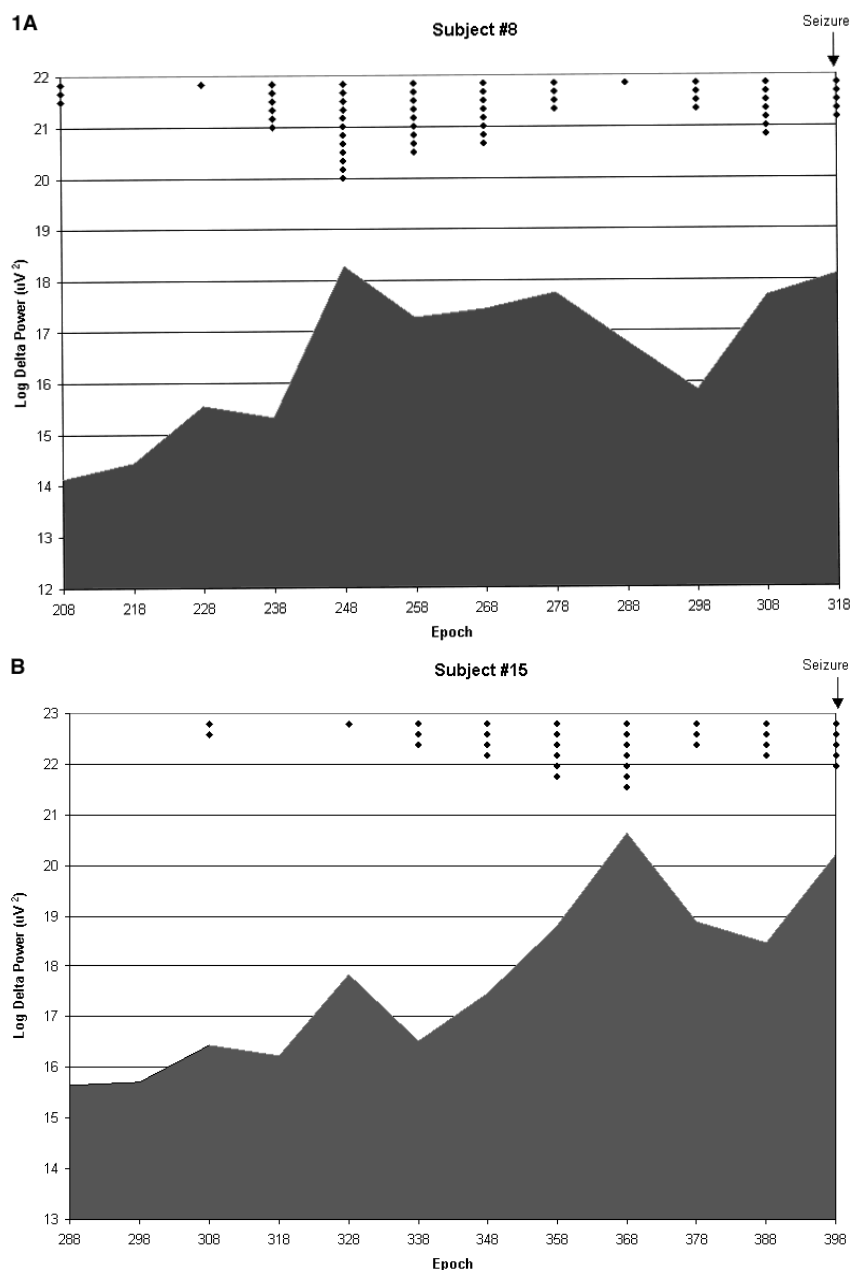 1A
Subject #8
Seizure
22
21
20
19
18
17
16
15
14
13
12
Log Delta Power (uV²)
208 218 228 238 248 258 268 278 288 298 308 318
Epoch
B
Subject #15
Seizure
23
22
21
20
19
18
17
16
15
14
13
Log Delta Power (uV²)
288 298 308 318 328 338 348 358 368 378 388 398
Epoch